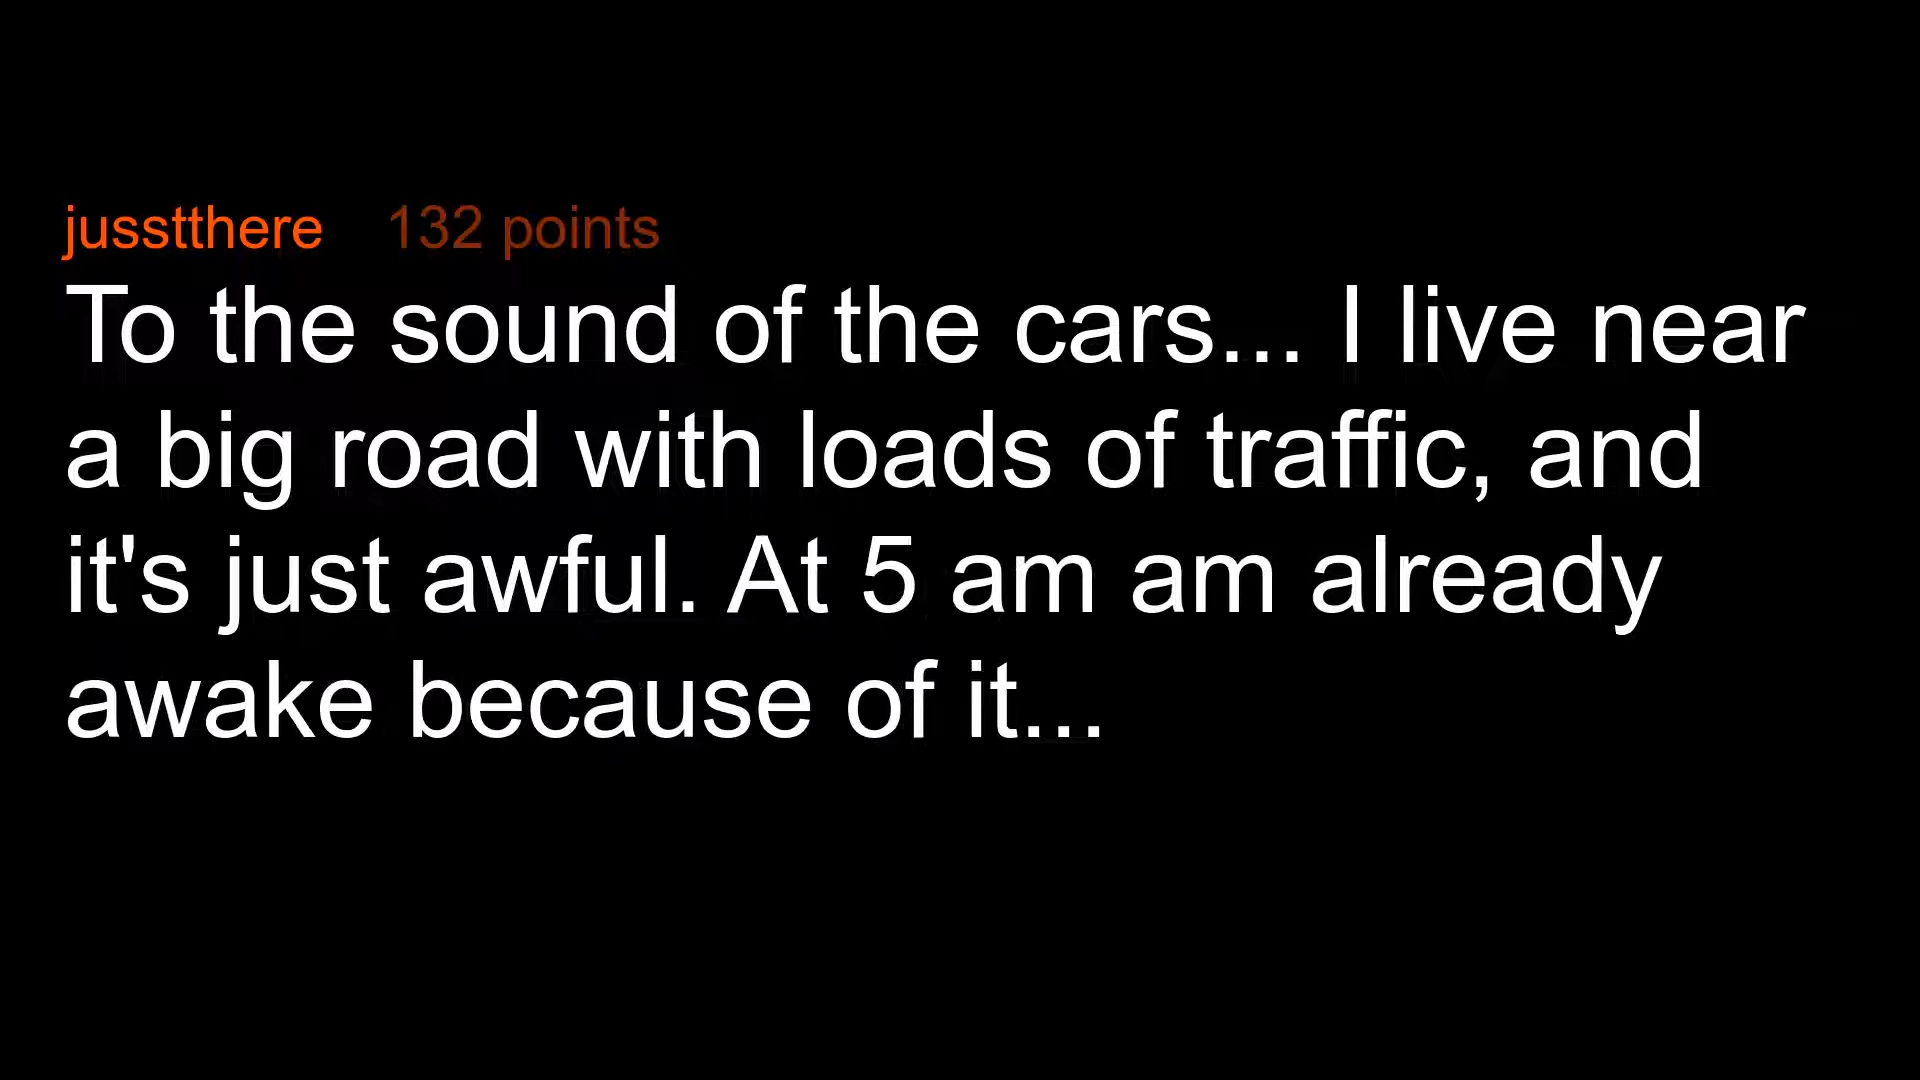 jusstthere 132 points
To the sound of the cars... I live near
a big road with loads of traffic, and
it's just awful. At 5 am am already
awake because of it...